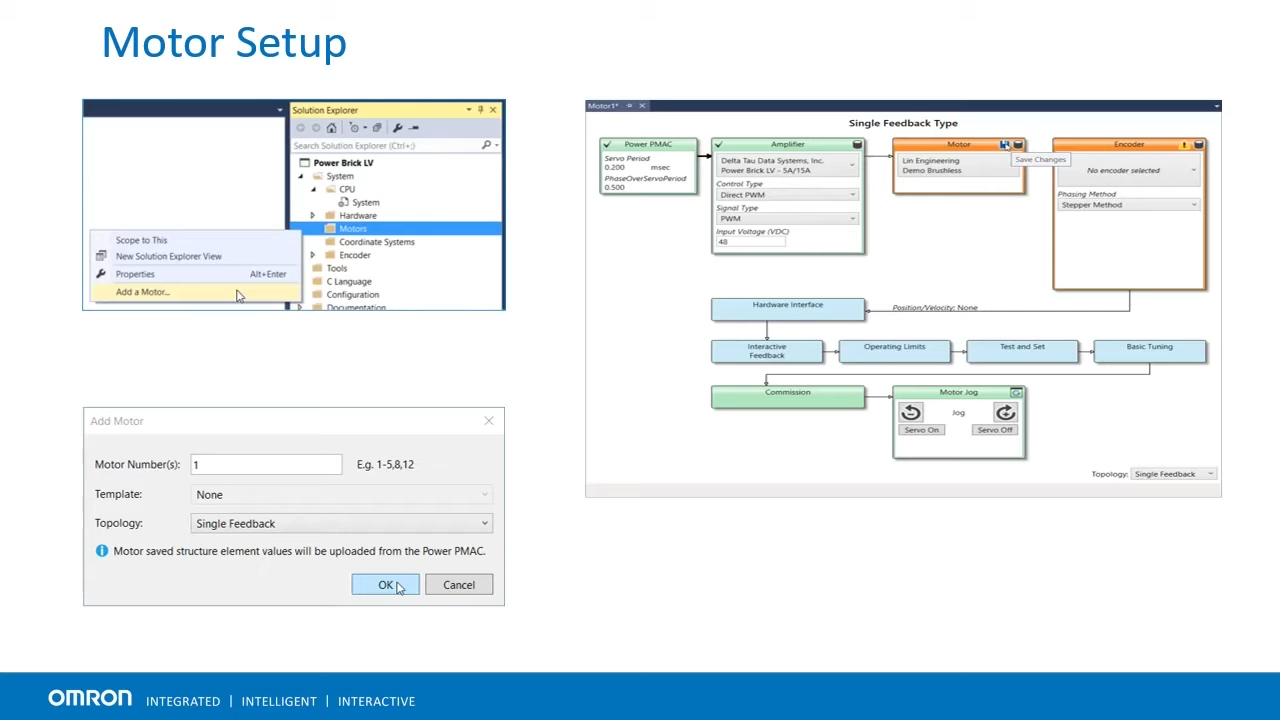 Motor Setup
Solution Explorer
Search Solution Explorer (Ctrl+;)
Power Brick LV
System
CPU
System
Hardware
Motors
Coordinate Systems
Encoder
Tools
C Language
Configuration
Documentation
Scope to This
New Solution Explorer View
Properties Alt+Enter
Add a Motor...
Add Motor
Motor Number(s): 1 E.g. 1-5,8,12
Template: None
Topology: Single Feedback
Motor saved structure element values will be uploaded from the Power PMAC.
OK Cancel
Motor1*
Single Feedback Type
Power PMAC
Servo Period
0.200 msec
PhaseOverServoPeriod
0.500
Amplifier
Delta Tau Data Systems, Inc.
Power Brick LV - 5A/15A
Control Type
Direct PWM
Signal Type
PWM
Input Voltage (VDC)
48
Motor
Save Changes
Lin Engineering
Demo Brushless
Encoder
No encoder selected
Phasing Method
Stepper Method
Hardware Interface
Position/Velocity: None
Interactive
Feedback
Operating Limits
Test and Set
Basic Tuning
Commission
Motor Jog
Jog
Servo On
Servo Off
Topology: Single Feedback
OMRON INTEGRATED | INTELLIGENT | INTERACTIVE